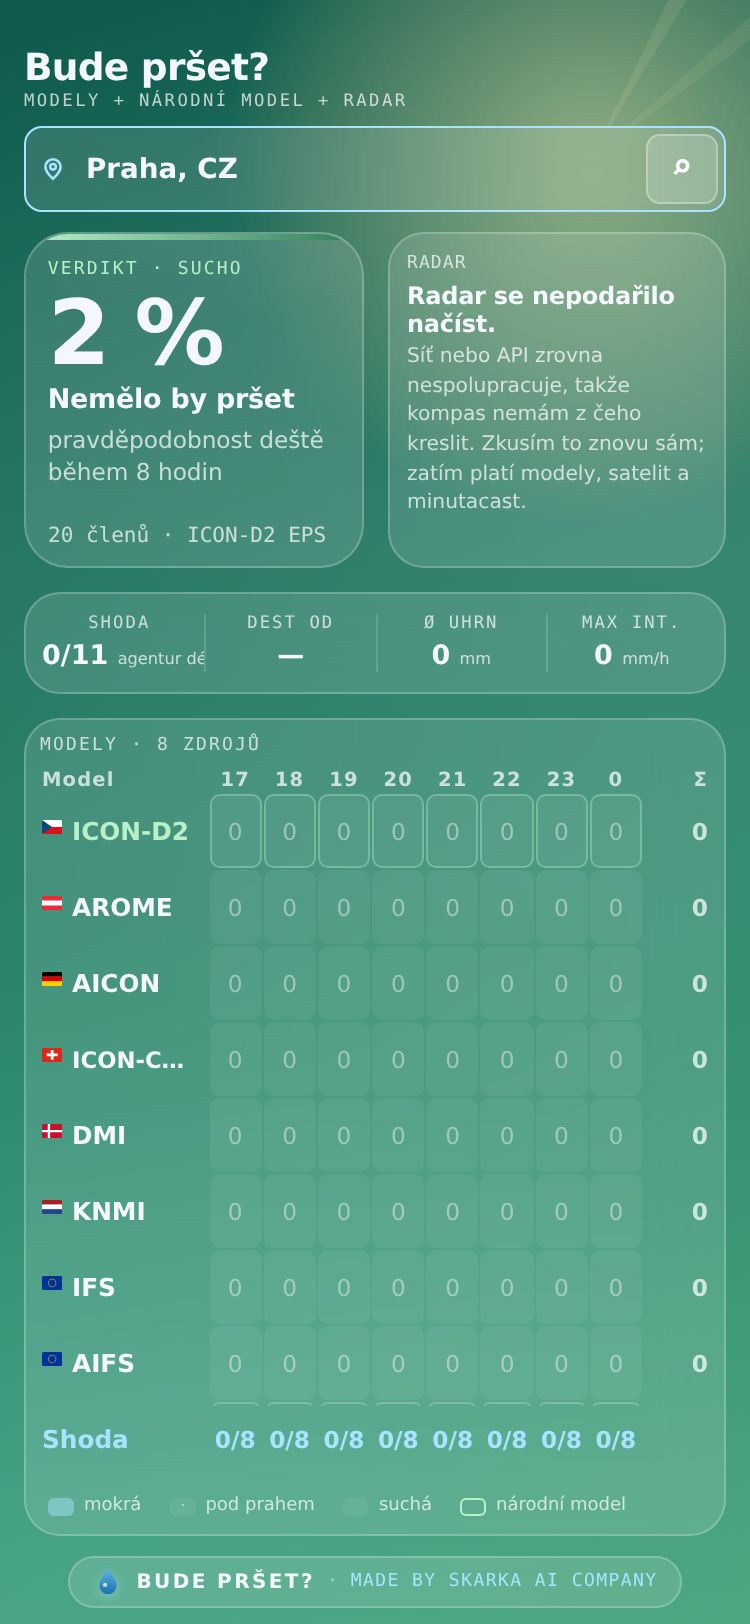 Bude pršet?
MODELY + NÁRODNÍ MODEL + RADAR
Praha, CZ
VERDIKT · SUCHO
2 %
Nemělo by pršet
pravděpodobnost deště
během 8 hodin
20 členů · ICON-D2 EPS
RADAR
Radar se nepodařilo
načíst.
Síť nebo API zrovna
nespolupracuje, takže
kompas nemám z čeho
kreslit. Zkusím to znovu sám;
zatím platí modely, satelit a
minutacast.
SHODA DEST OD Ø UHRN MAX INT.
0/11 agentur dé — 0 mm 0 mm/h
MODELY · 8 ZDROJŮ
Model 17 18 19 20 21 22 23 0 Σ
ICON-D2 0 0 0 0 0 0 0 0 0
AROME 0 0 0 0 0 0 0 0 0
AICON 0 0 0 0 0 0 0 0 0
ICON-C… 0 0 0 0 0 0 0 0 0
DMI 0 0 0 0 0 0 0 0 0
KNMI 0 0 0 0 0 0 0 0 0
IFS 0 0 0 0 0 0 0 0 0
AIFS 0 0 0 0 0 0 0 0 0
Shoda 0/8 0/8 0/8 0/8 0/8 0/8 0/8 0/8
mokrá · pod prahem suchá národní model
BUDE PRŠET? · MADE BY SKARKA AI COMPANY